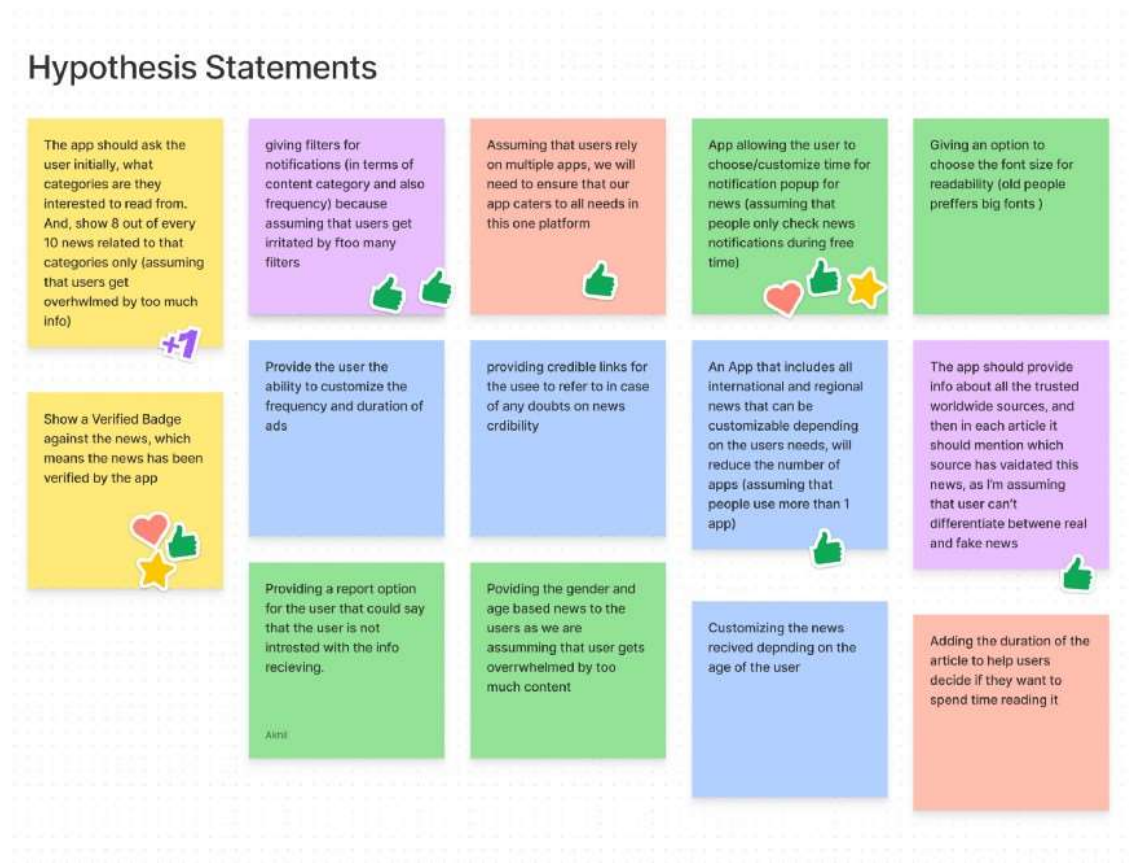 Hypothesis Statements
The app should ask the
user initially, what
categories are they
interested to read from.
And, show 8 out of every
10 news related to that
categories only (assuming
that users get
overhwlmed by too much
info)
+1
giving filters for
notifications (in terms of
content category and also
frequency) because
assuming that users get
irritated by ftoo many
filters
Assuming that users rely
on multiple apps, we will
need to ensure that our
app caters to all needs in
this one platform
App allowing the user to
choose/customize time for
notification popup for
news (assuming that
people only check news
notifications during free
time)
Giving an option to
choose the font size for
readability (old people
preffers big fonts )
Show a Verified Badge
against the news, which
means the news has been
verified by the app
Provide the user the
ability to customize the
frequency and duration of
ads
providing credible links for
the usee to refer to in case
of any doubts on news
crdibility
An App that includes all
international and regional
news that can be
customizable depending
on the users needs, will
reduce the number of
apps (assuming that
people use more than 1
app)
The app should provide
info about all the trusted
worldwide sources, and
then in each article it
should mention which
source has vaidated this
news, as I'm assuming
that user can't
differentiate betwene real
and fake news
Providing a report option
for the user that could say
that the user is not
intrested with the info
recieving.
Akhil
Poviding the gender and
age based news to the
users as we are
assumming that user gets
overrwhelmed by too
much content
Customizing the news
recived depnding on the
age of the user
Adding the duration of the
article to help users
decide if they want to
spend time reading it